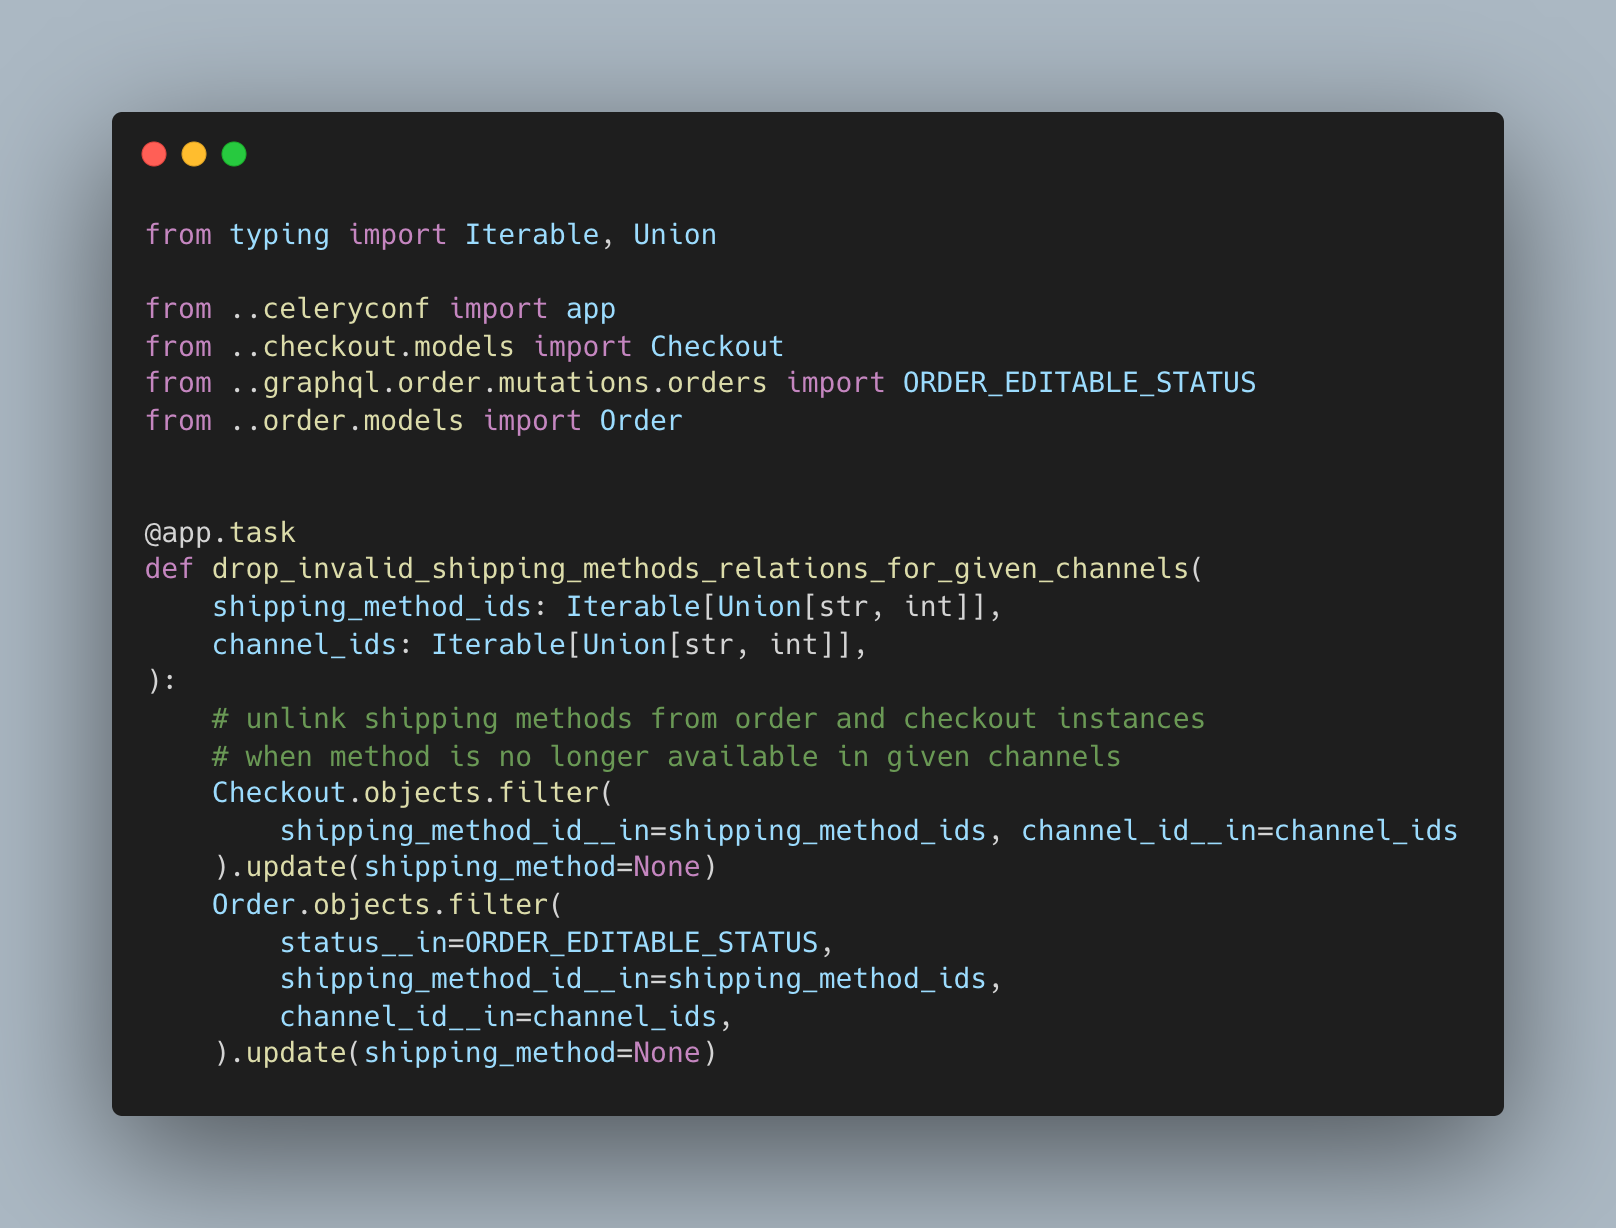 from typing import Iterable, Union

from ..celeryconf import app
from ..checkout.models import Checkout
from ..graphql.order.mutations.orders import ORDER_EDITABLE_STATUS
from ..order.models import Order


@app.task
def drop_invalid_shipping_methods_relations_for_given_channels(
    shipping_method_ids: Iterable[Union[str, int]],
    channel_ids: Iterable[Union[str, int]],
):
    # unlink shipping methods from order and checkout instances
    # when method is no longer available in given channels
    Checkout.objects.filter(
        shipping_method_id__in=shipping_method_ids, channel_id__in=channel_ids
    ).update(shipping_method=None)
    Order.objects.filter(
        status__in=ORDER_EDITABLE_STATUS,
        shipping_method_id__in=shipping_method_ids,
        channel_id__in=channel_ids,
    ).update(shipping_method=None)